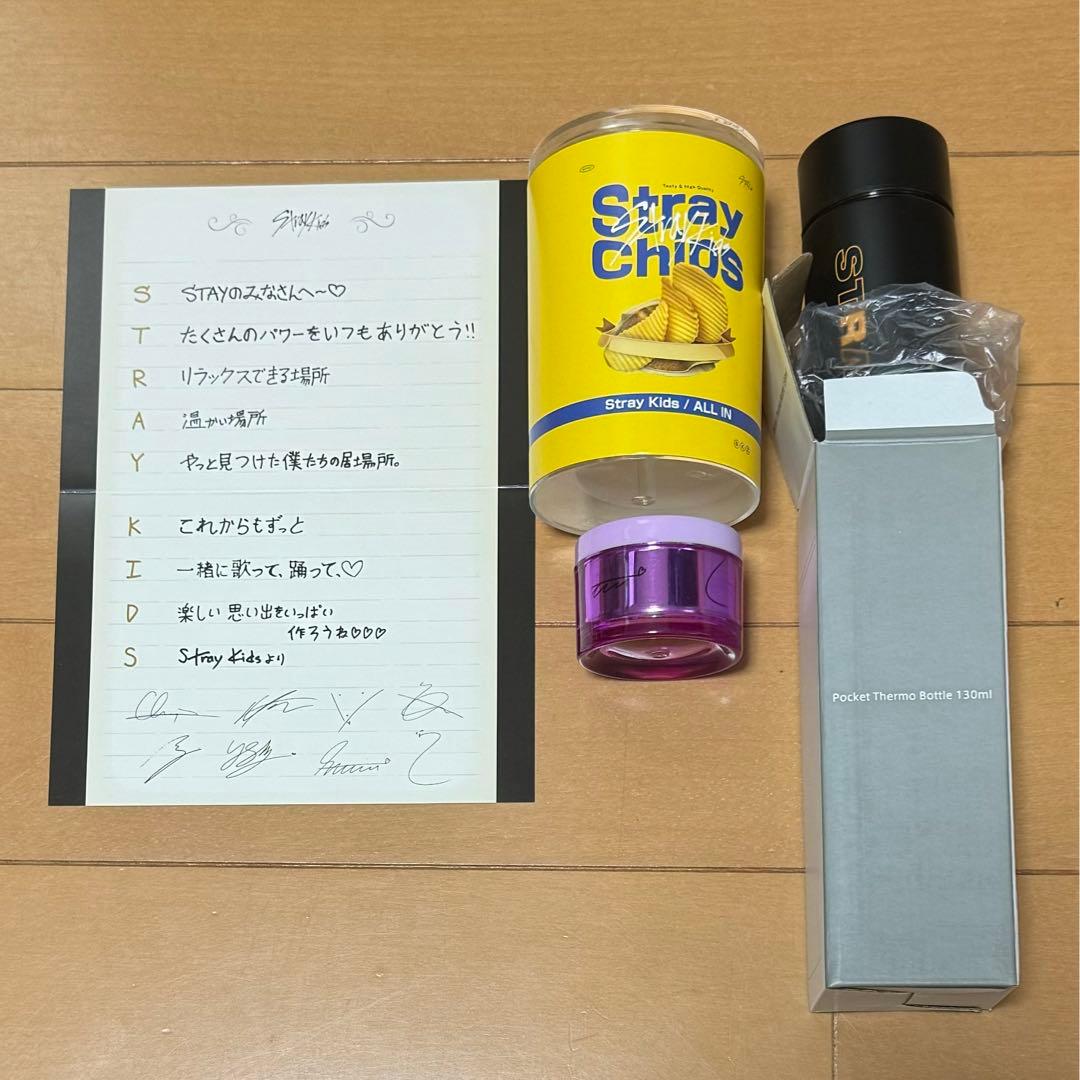 Stray Kids
S STAYのみなさんへ〜♡
T たくさんのパワーをいつもありがとう!!
R リラックスできる場所
A 温かい場所
Y やっと見つけた僕たちの居場所。
K これからもずっと
I 一緒に歌って、踊って、♡
D 楽しい思い出をいっぱい
作ろうね♡♡♡
S Stray Kidsより
Tasty & High Quality
Stray
Stray Kids
Chips
Stray Kids / ALL IN
STRA
Pocket Thermo Bottle 130ml